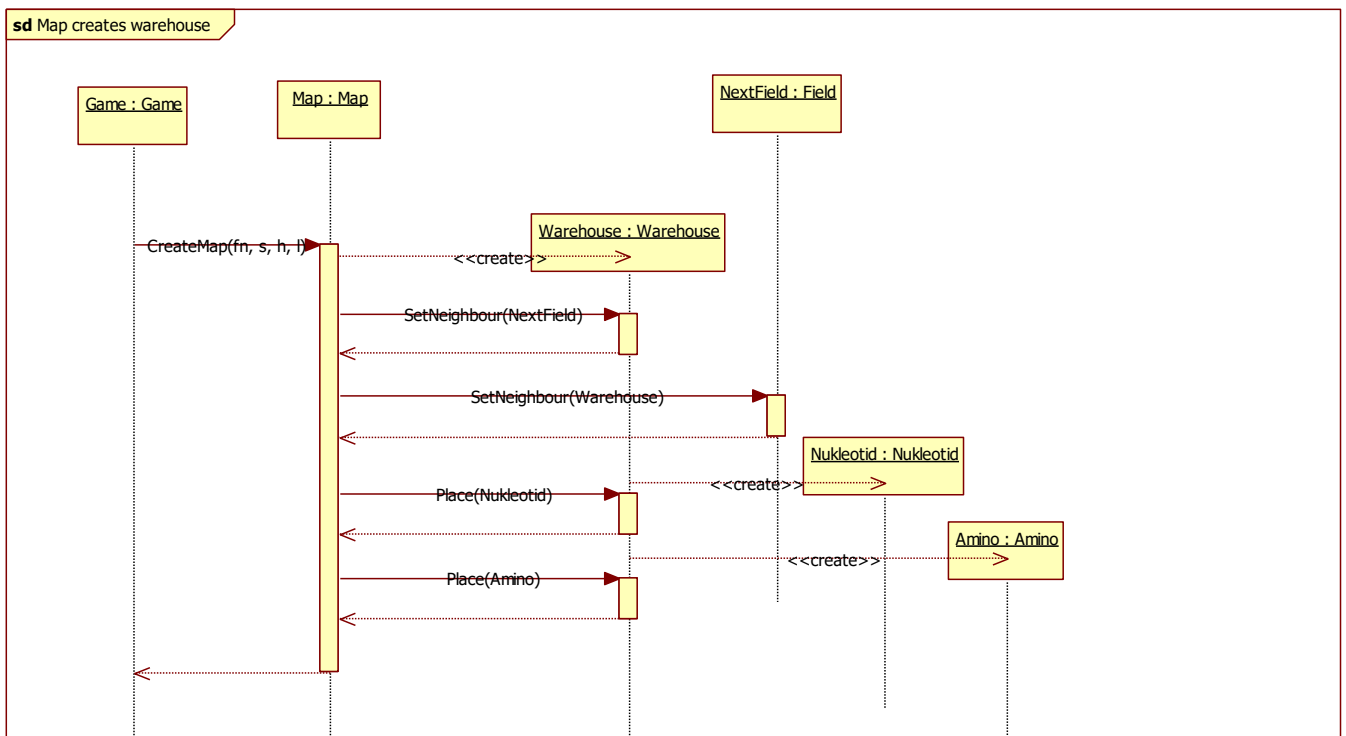 sd Map creates warehouse
NextField : Field
Map : Map
Game : Game
Warehouse : Warehouse
CreateMap(fn, s, h, l)
<<create>>
SetNeighbour(NextField)
SetNeighbour(Warehouse)
Nukleotid : Nukleotid
<<create>>
Place(Nukleotid)
Amino : Amino
<<create>>
Place(Amino)